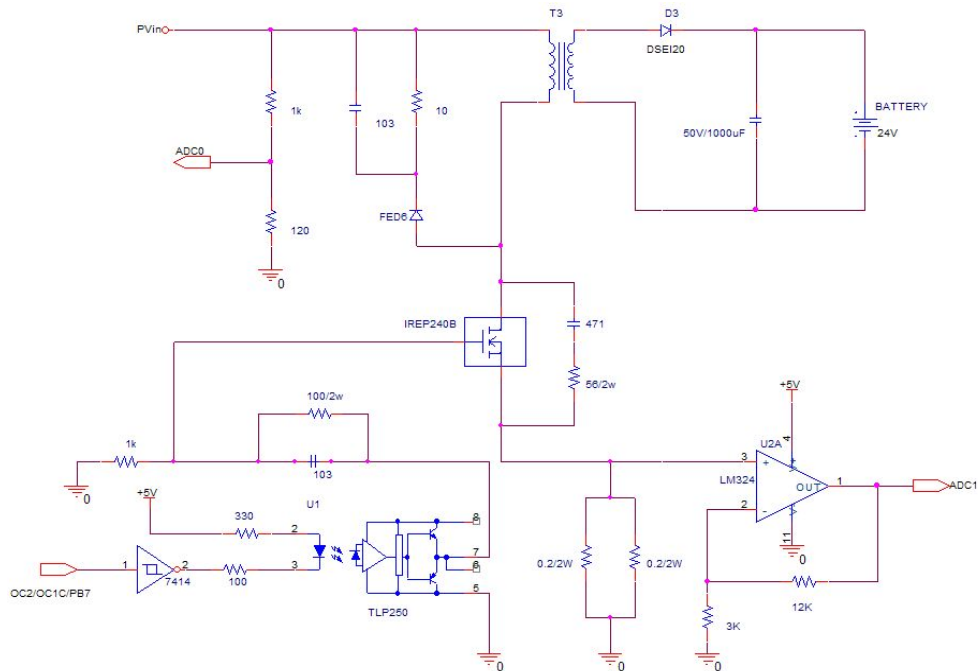 T3
D3
PVin
DSEI20
1k
103
10
BATTERY
50V/1000uF
24V
ADC0
FED6
120
0
IREP240B
471
56/2w
100/2w
+5V
1k
103
0
4
U2A
3
+
LM324
V+
OUT
1
ADC1
2
-
V-
11
0
+5V
U1
330
2
8
7
6
5
1
2
7414
100
3
OC2/OC1C/PB7
TLP250
0.2/2W
0.2/2W
12K
3K
0
0
0